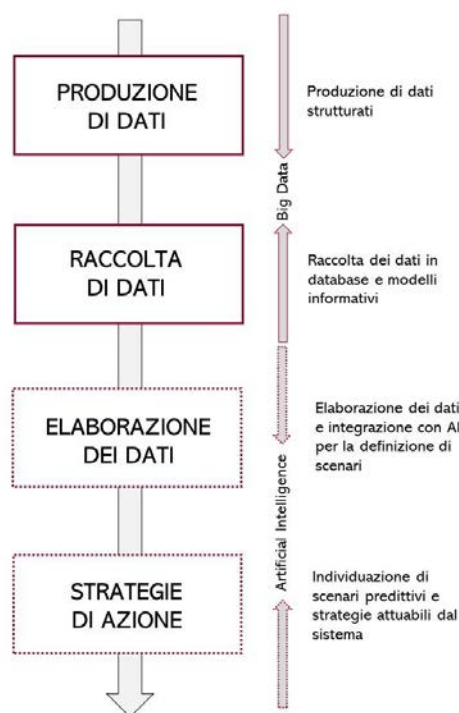 PRODUZIONE
DI DATI
Produzione di dati
strutturati
Big Data
RACCOLTA
DI DATI
Raccolta dei dati in
database e modelli
informativi
ELABORAZIONE
DEI DATI
Elaborazione dei dati
e integrazione con AI
per la definizione di
scenari
Artificial Intelligence
STRATEGIE
DI AZIONE
Individuazione di
scenari predittivi e
strategie attuabili dal
sistema